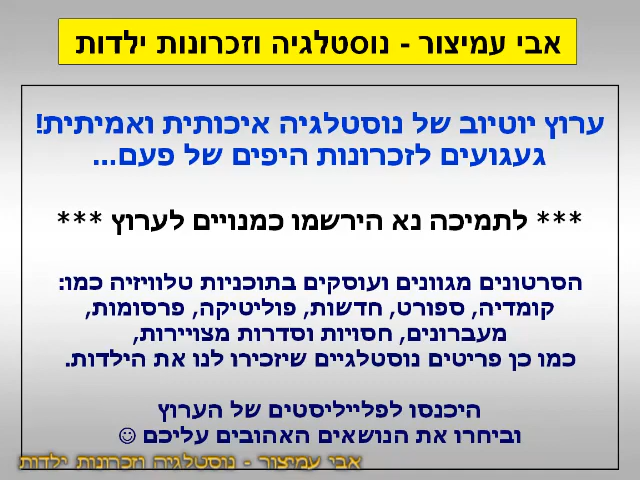 אבי עמיצור - נוסטלגיה וזכרונות ילדות
ערוץ יוטיוב של נוסטלגיה איכותית ואמיתית!
געגועים לזכרונות היפים של פעם...
*** לתמיכה נא הירשמו כמנויים לערוץ ***
הסרטונים מגוונים ועוסקים בתוכניות טלוויזיה כמו:
קומדיה, ספורט, חדשות, פוליטיקה, פרסומות,
מעברונים, חסויות וסדרות מצויירות,
כמו כן פריטים נוסטלגיים שיזכירו לנו את הילדות.
היכנסו לפלייליסטים של הערוץ
וביחרו את הנושאים האהובים עליכם ☺
אבי עמיצור - נוסטלגיה וזכרונות ילדות